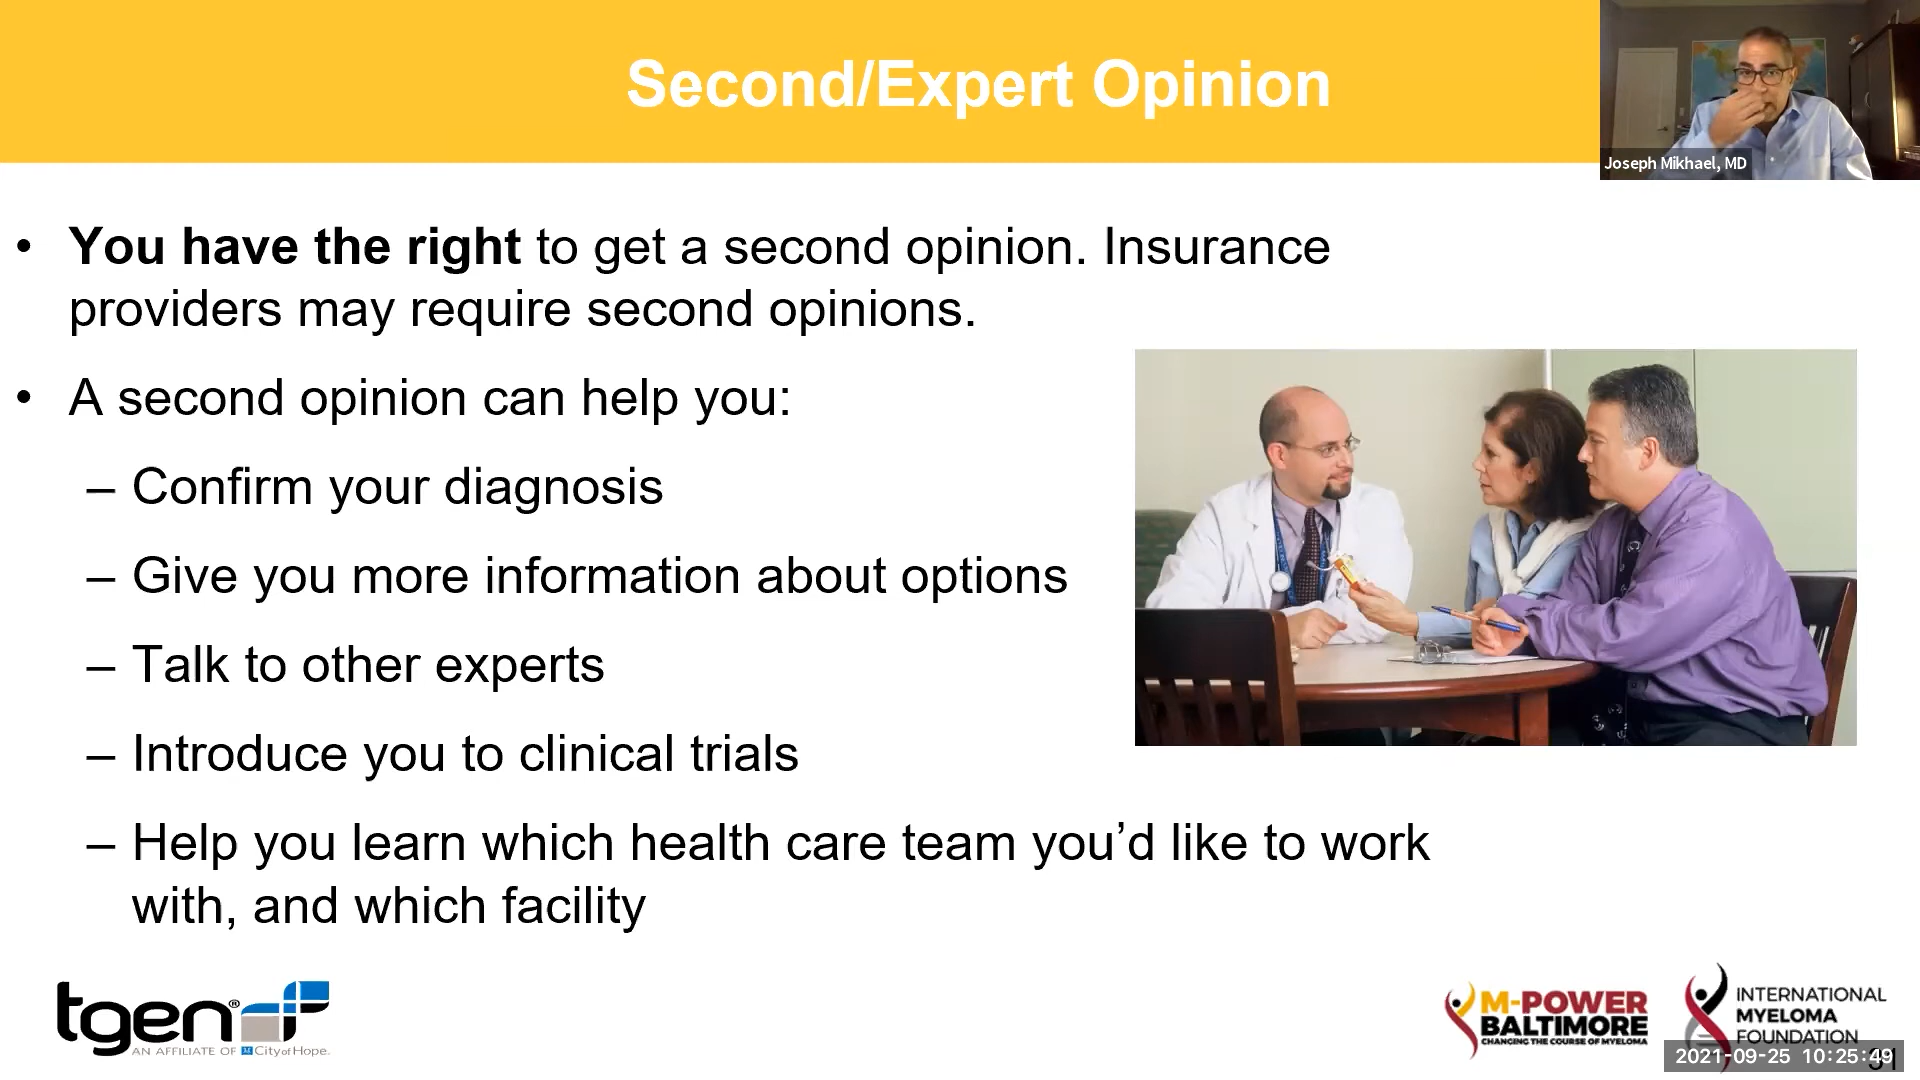 Second/Expert Opinion
Joseph Mikhael, MD
• You have the right to get a second opinion. Insurance
providers may require second opinions.
• A second opinion can help you:
– Confirm your diagnosis
– Give you more information about options
– Talk to other experts
– Introduce you to clinical trials
– Help you learn which health care team you’d like to work
with, and which facility
tgen®
AN AFFILIATE OF City of Hope.
M-POWER
BALTIMORE
CHANGING THE COURSE OF MYELOMA
INTERNATIONAL
MYELOMA
FOUNDATION
2021-09-25 10:25:49
31